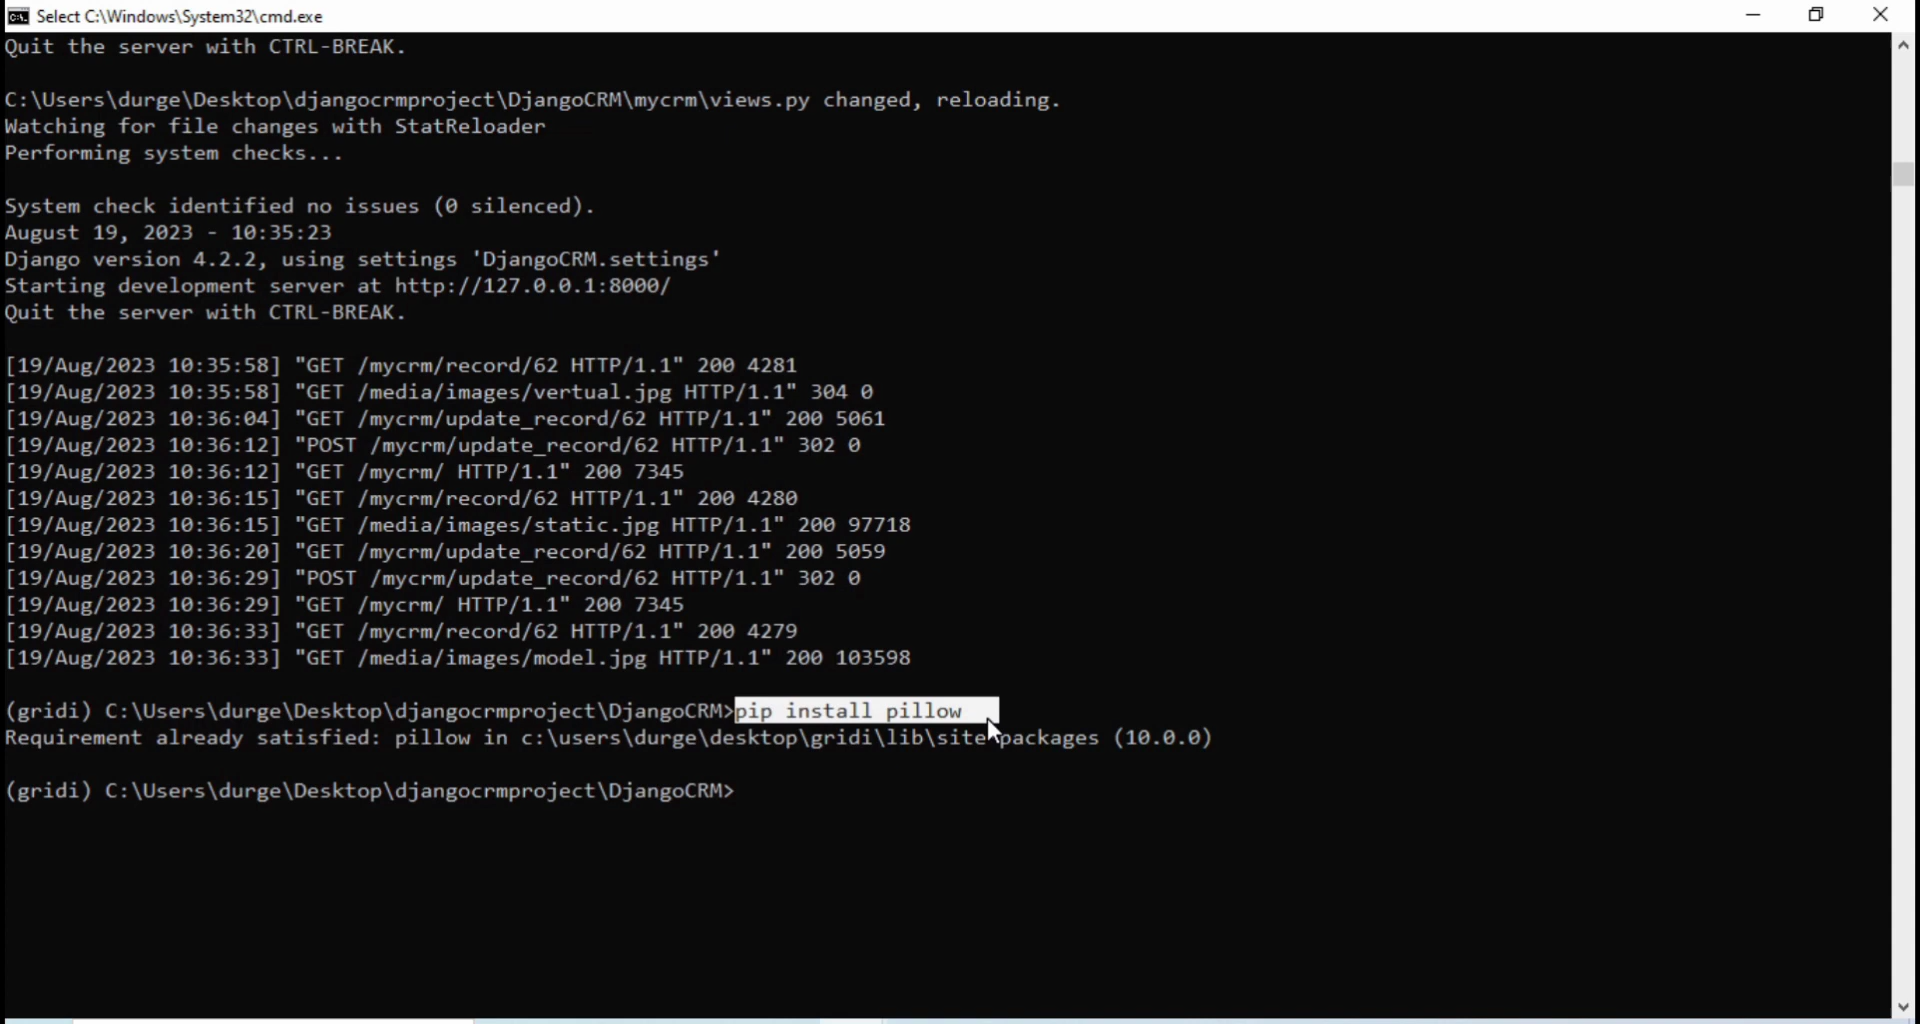 Select C:\Windows\System32\cmd.exe
Quit the server with CTRL-BREAK.
C:\Users\durge\Desktop\djangocrmproject\DjangoCRM\mycrm\views.py changed, reloading.
Watching for file changes with StatReloader
Performing system checks...
System check identified no issues (0 silenced).
August 19, 2023 - 10:35:23
Django version 4.2.2, using settings 'DjangoCRM.settings'
Starting development server at http://127.0.0.1:8000/
Quit the server with CTRL-BREAK.
[19/Aug/2023 10:35:58] "GET /mycrm/record/62 HTTP/1.1" 200 4281
[19/Aug/2023 10:35:58] "GET /media/images/vertual.jpg HTTP/1.1" 304 0
[19/Aug/2023 10:36:04] "GET /mycrm/update_record/62 HTTP/1.1" 200 5061
[19/Aug/2023 10:36:12] "POST /mycrm/update_record/62 HTTP/1.1" 302 0
[19/Aug/2023 10:36:12] "GET /mycrm/ HTTP/1.1" 200 7345
[19/Aug/2023 10:36:15] "GET /mycrm/record/62 HTTP/1.1" 200 4280
[19/Aug/2023 10:36:15] "GET /media/images/static.jpg HTTP/1.1" 200 97718
[19/Aug/2023 10:36:20] "GET /mycrm/update_record/62 HTTP/1.1" 200 5059
[19/Aug/2023 10:36:29] "POST /mycrm/update_record/62 HTTP/1.1" 302 0
[19/Aug/2023 10:36:29] "GET /mycrm/ HTTP/1.1" 200 7345
[19/Aug/2023 10:36:33] "GET /mycrm/record/62 HTTP/1.1" 200 4279
[19/Aug/2023 10:36:33] "GET /media/images/model.jpg HTTP/1.1" 200 103598
(gridi) C:\Users\durge\Desktop\djangocrmproject\DjangoCRM>pip install pillow
Requirement already satisfied: pillow in c:\users\durge\desktop\gridi\lib\site-packages (10.0.0)
(gridi) C:\Users\durge\Desktop\djangocrmproject\DjangoCRM>